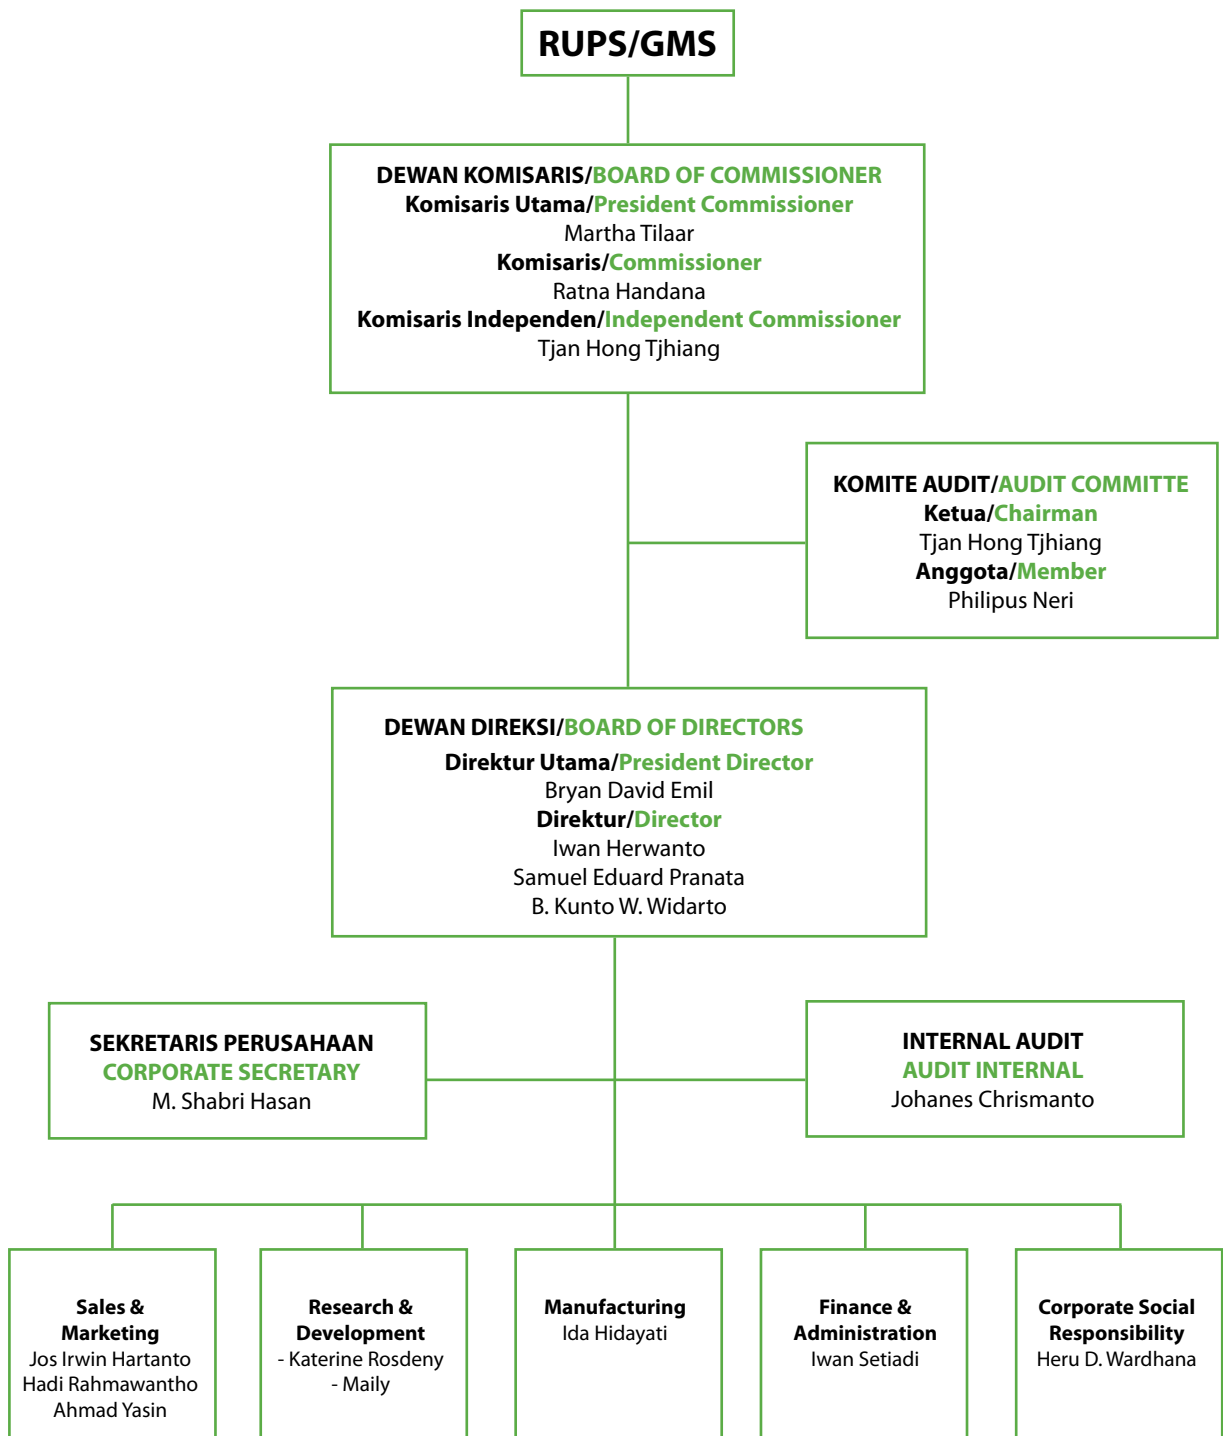 RUPS/GMS
DEWAN KOMISARIS/BOARD OF COMMISSIONER
Komisaris Utama/President Commissioner
Martha Tilaar
Komisaris/Commissioner
Ratna Handana
Komisaris Independen/Independent Commissioner
Tjan Hong Tjhiang
KOMITE AUDIT/AUDIT COMMITTE
Ketua/Chairman
Tjan Hong Tjhiang
Anggota/Member
Philipus Neri
DEWAN DIREKSI/BOARD OF DIRECTORS
Direktur Utama/President Director
Bryan David Emil
Direktur/Director
Iwan Herwanto
Samuel Eduard Pranata
B. Kunto W. Widarto
SEKRETARIS PERUSAHAAN
CORPORATE SECRETARY
M. Shabri Hasan
INTERNAL AUDIT
AUDIT INTERNAL
Johanes Chrismanto
Sales &
Marketing
Jos Irwin Hartanto
Hadi Rahmawantho
Ahmad Yasin
Research &
Development
- Katerine Rosdeny
- Maily
Manufacturing
Ida Hidayati
Finance &
Administration
Iwan Setiadi
Corporate Social
Responsibility
Heru D. Wardhana